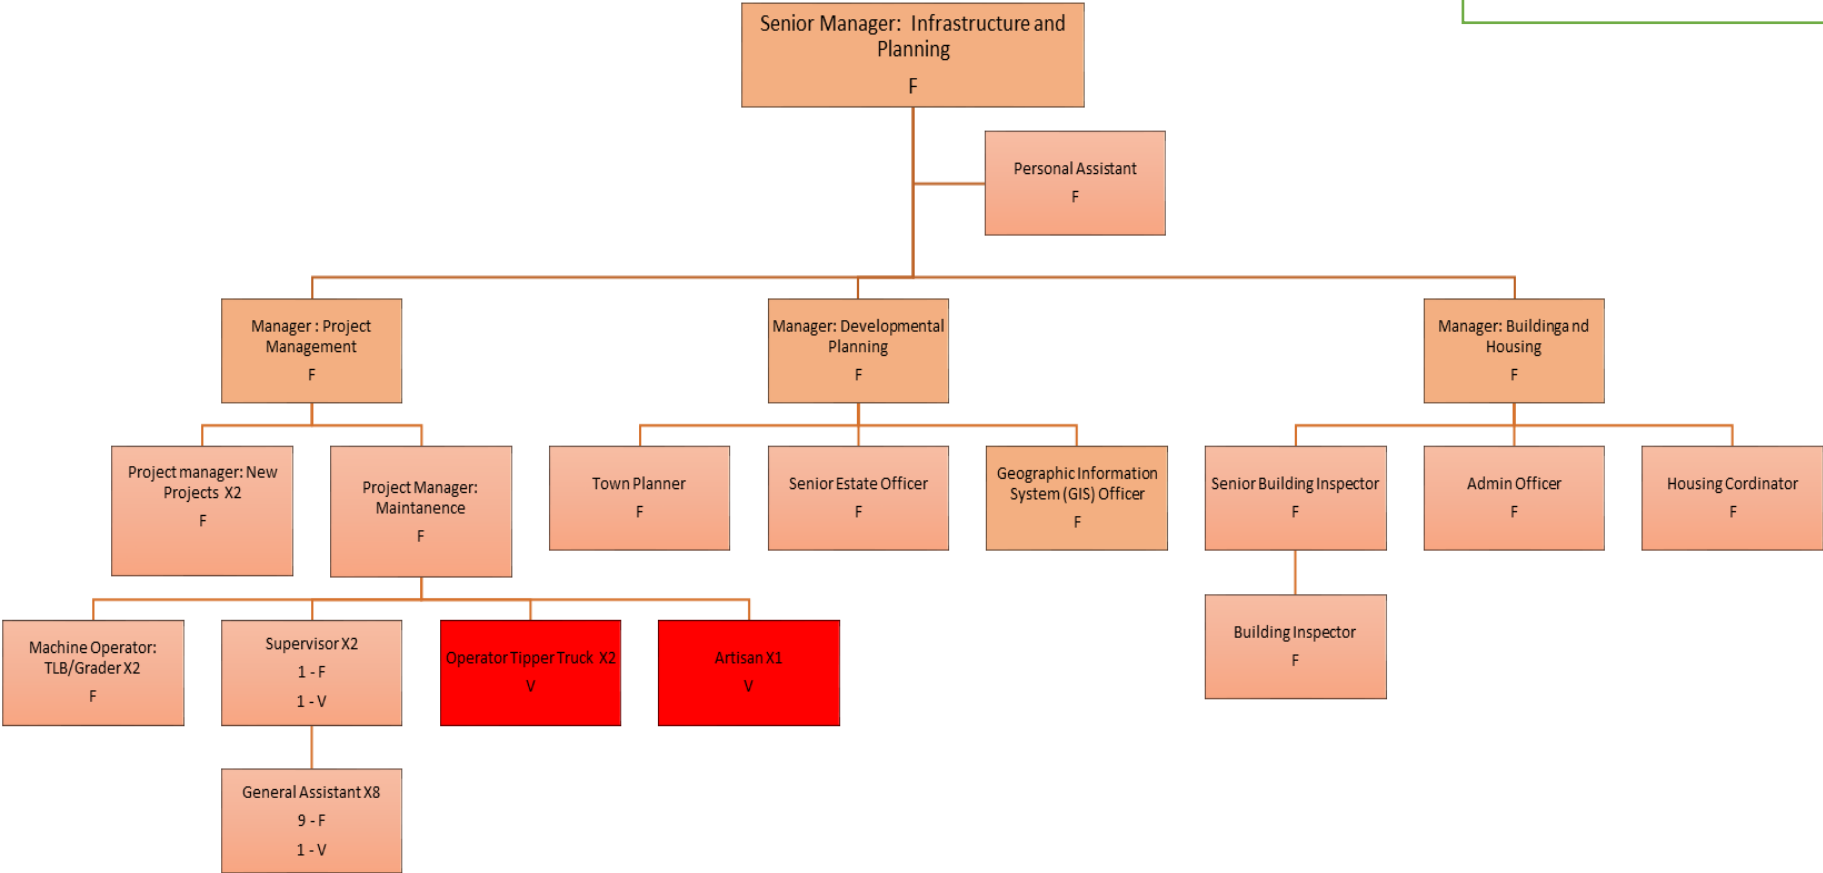 Senior Manager:  Infrastructure and
Planning
F
Personal Assistant
F
Manager : Project
Management
F
Manager: Developmental
Planning
F
Manager: Buildinga nd
Housing
F
Project manager: New
Projects X2
F
Project Manager:
Maintanence
F
Town Planner
F
Senior Estate Officer
F
Geographic Information
System (GIS) Officer
F
Senior Building Inspector
F
Admin Officer
F
Housing Cordinator
F
Machine Operator:
TLB/Grader X2
F
Supervisor X2
1 - F
1 - V
Operator Tipper Truck X2
V
Artisan X1
V
Building Inspector
F
General Assistant X8
9 - F
1 - V